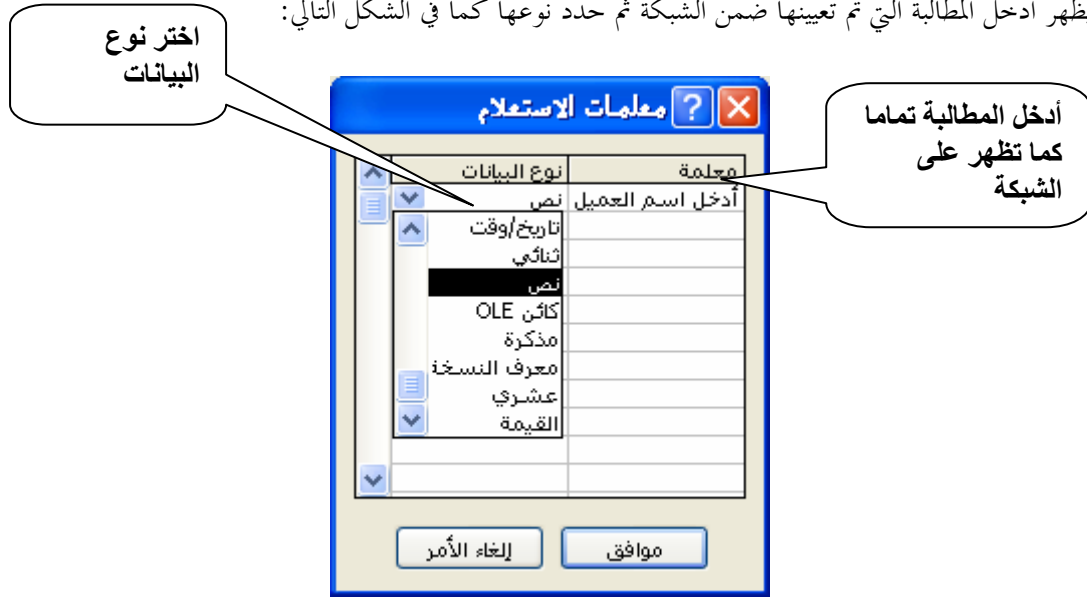 يظهر ادخل المطالبة التي تم تعيينها ضمن الشبكة ثم حدد نوعها كما في الشكل التالي:
اختر نوع
البيانات
معلمات الاستعلام
أدخل المطالبة تماما
كما تظهر على
الشبكة
معلمة نوع البيانات
أدخل اسم العميل نص
تاريخ/وقت
ثنائي
نص
كائن OLE
مذكرة
معرف النسخة
عشري
القيمة
موافق إلغاء الأمر